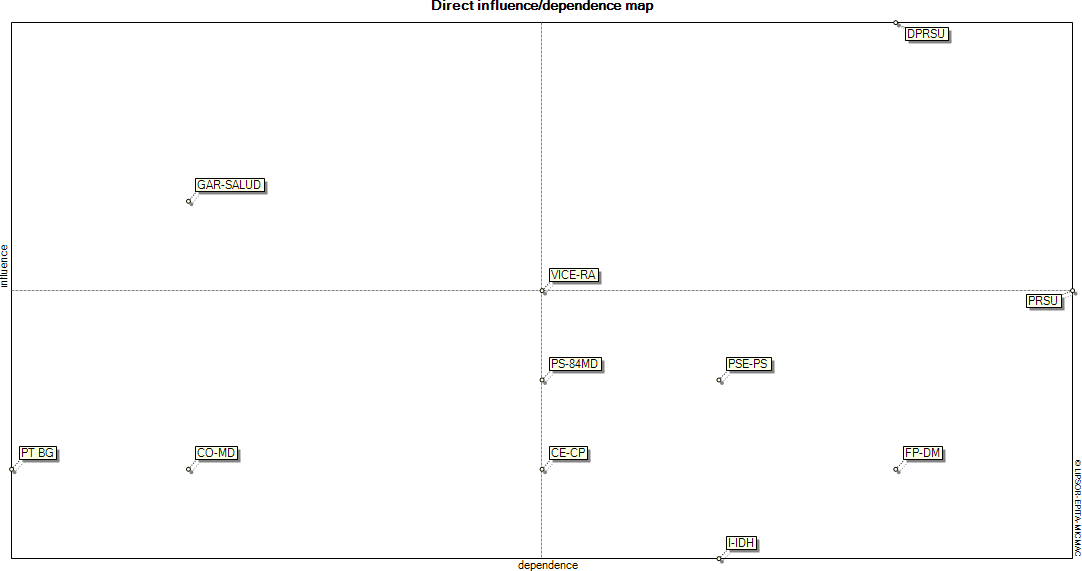 Direct influence/dependence map
DPRSU
GAR-SALUD
influence
VICE-RA
PRSU
PS-84MD
PSE-PS
PT BG
CO-MD
CE-CP
FP-DM
© LIPSOR-EPITA-MICMAC
I-IDH
dependence